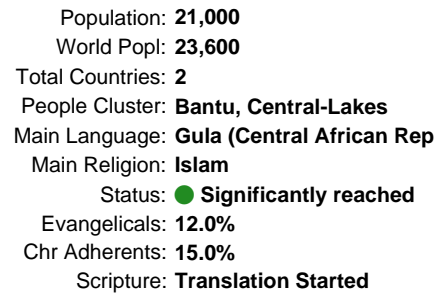 Population: 21,000
World Popl: 23,600
Total Countries: 2
People Cluster: Bantu, Central-Lakes
Main Language: Gula (Central African Rep
Main Religion: Islam
Status: Significantly reached
Evangelicals: 12.0%
Chr Adherents: 15.0%
Scripture: Translation Started